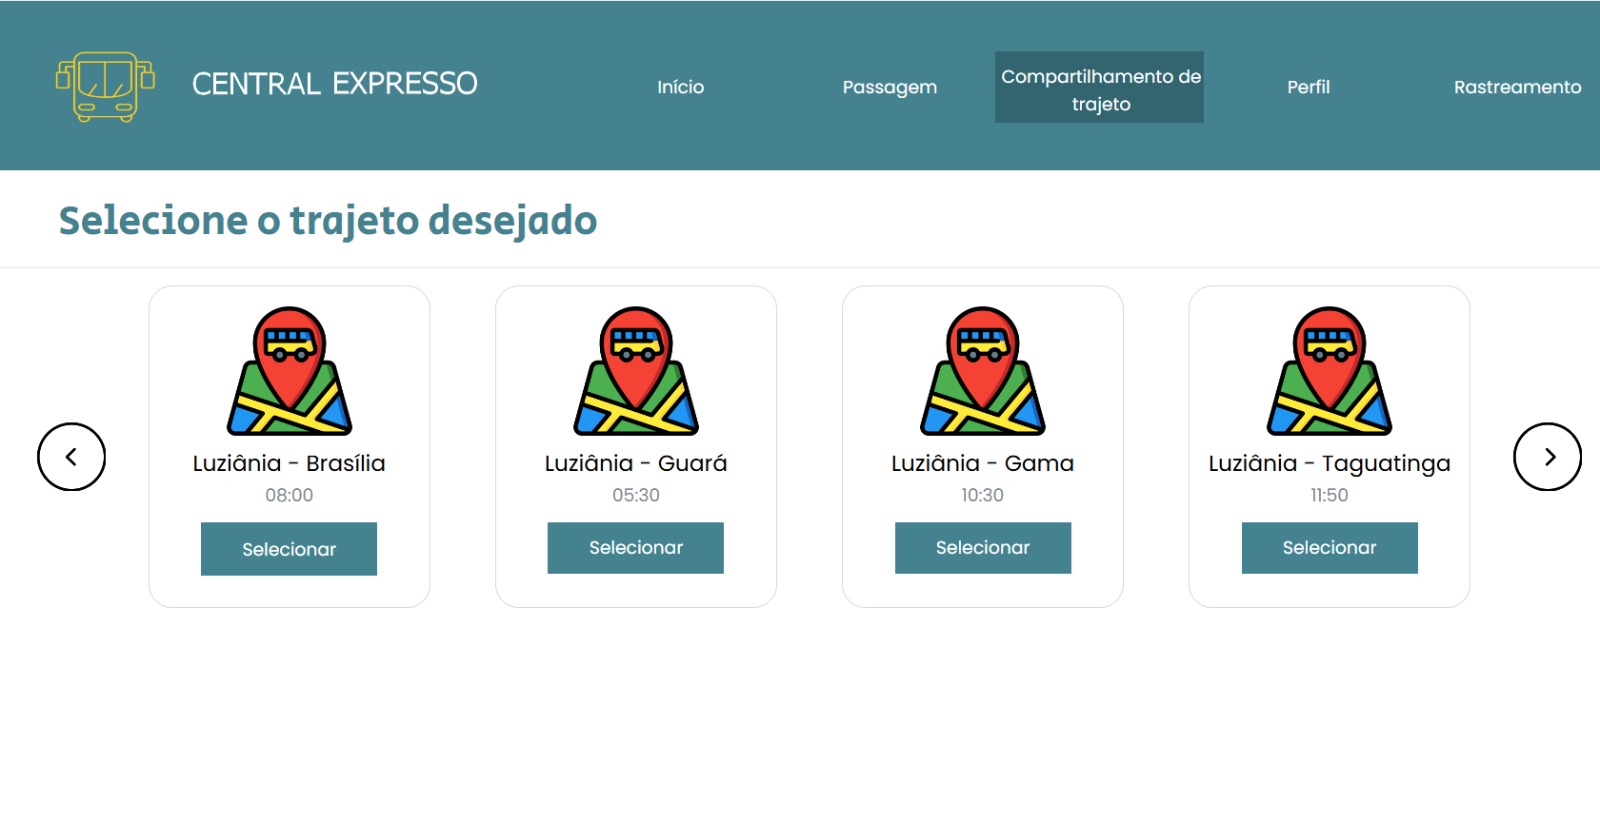 CENTRAL EXPRESSO
Início
Passagem
Compartilhamento de
trajeto
Perfil
Rastreamento
Selecione o trajeto desejado
Luziânia - Brasília
08:00
Selecionar
Luziânia - Guará
05:30
Selecionar
Luziânia - Gama
10:30
Selecionar
Luziânia - Taguatinga
11:50
Selecionar